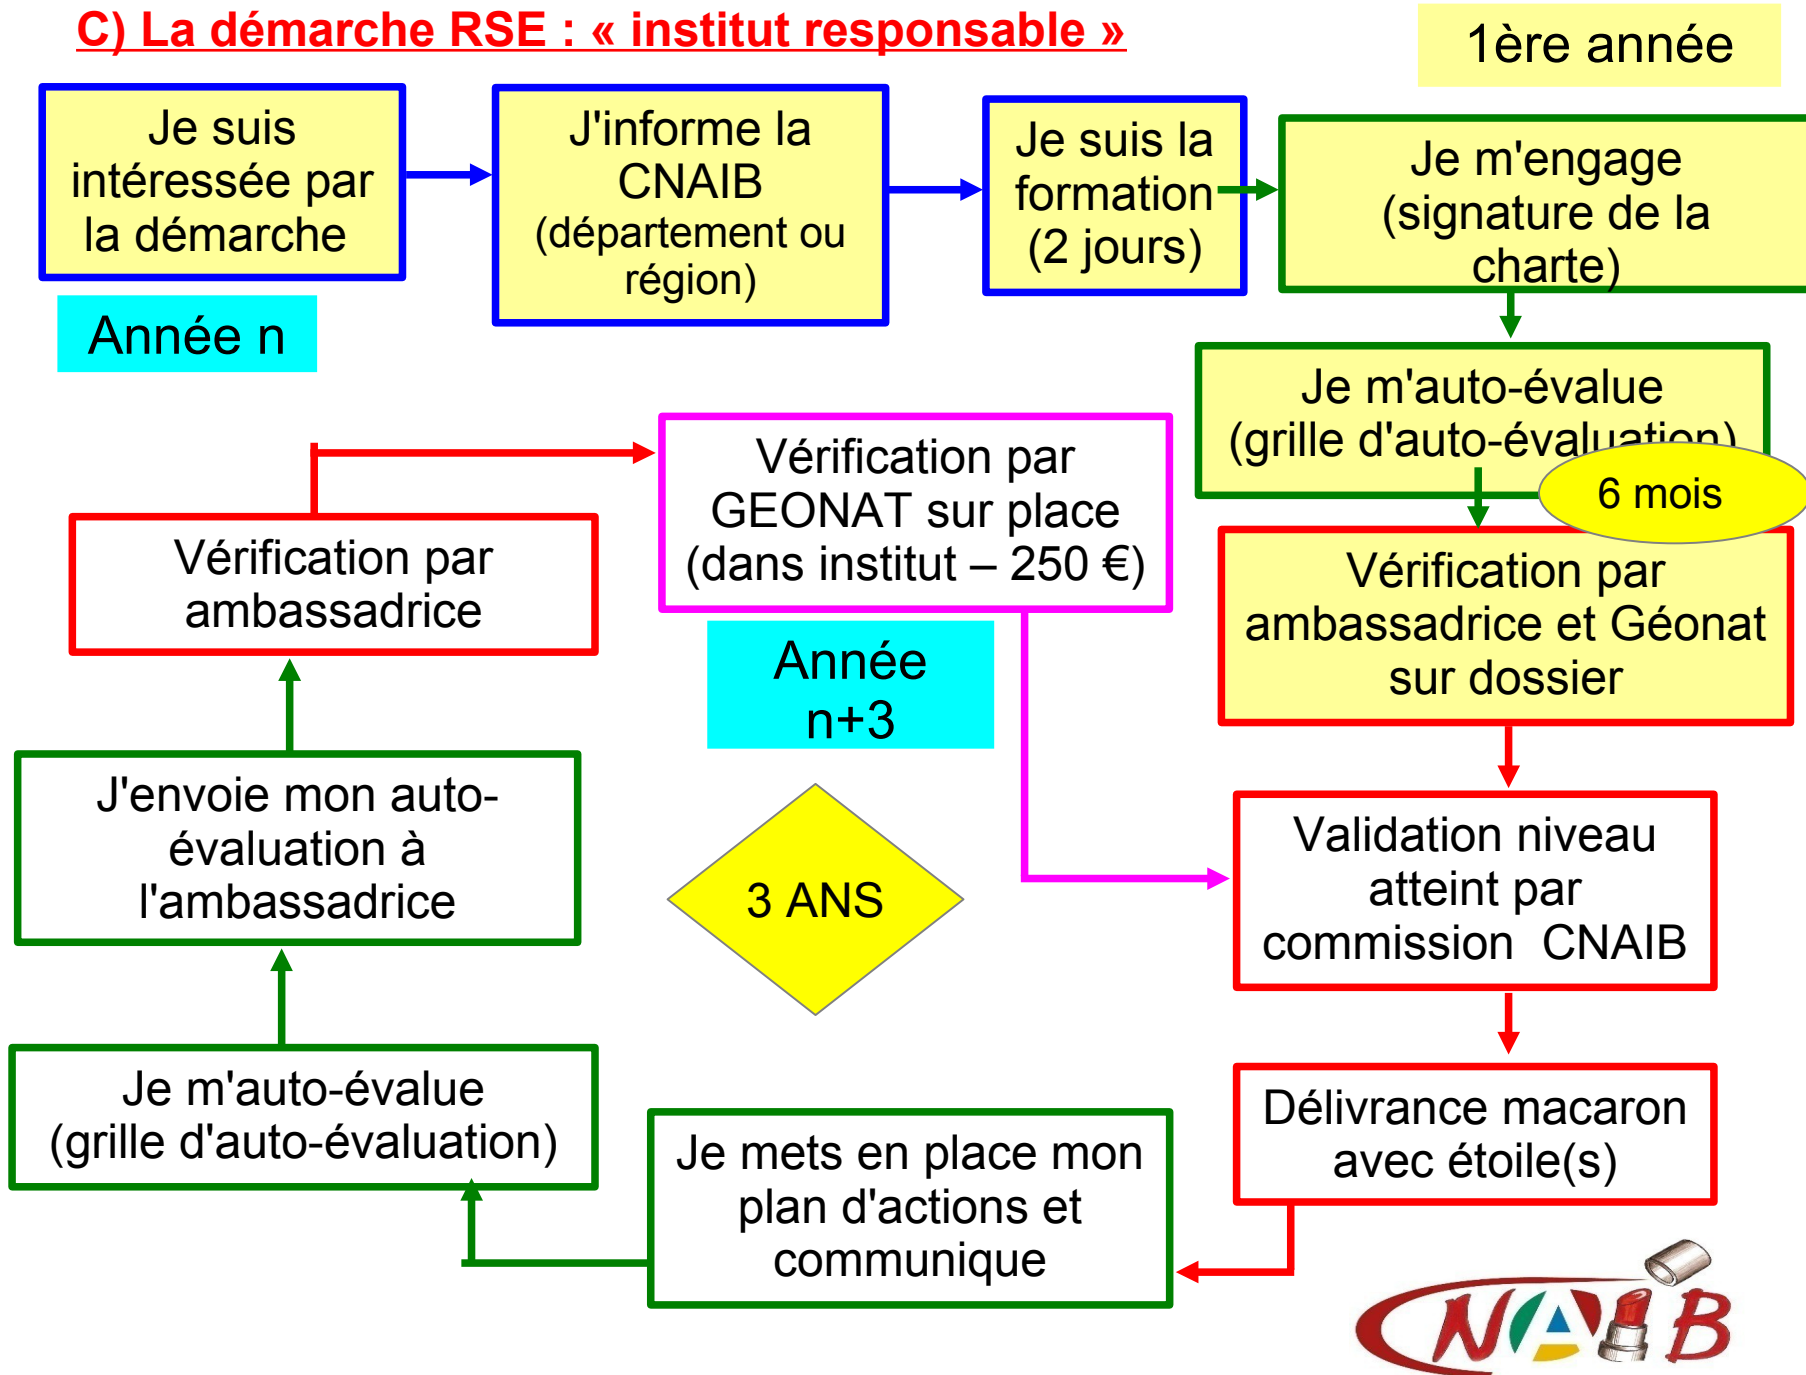 C) La démarche RSE : « institut responsable »
1ère année
Je suis
intéressée par
la démarche
J'informe la
CNAIB
(département ou
région)
Je suis la
formation
(2 jours)
Je m'engage
(signature de la
charte)
Année n
Je m'auto-évalue
(grille d'auto-évaluation)
6 mois
Vérification par
GEONAT sur place
(dans institut – 250 €)
Vérification par
ambassadrice
Vérification par
ambassadrice et Géonat
sur dossier
Année
n+3
J'envoie mon auto-
évaluation à
l'ambassadrice
3 ANS
Validation niveau
atteint par
commission  CNAIB
Je m'auto-évalue
(grille d'auto-évaluation)
Je mets en place mon
plan d'actions et
communique
Délivrance macaron
avec étoile(s)
CNAIB